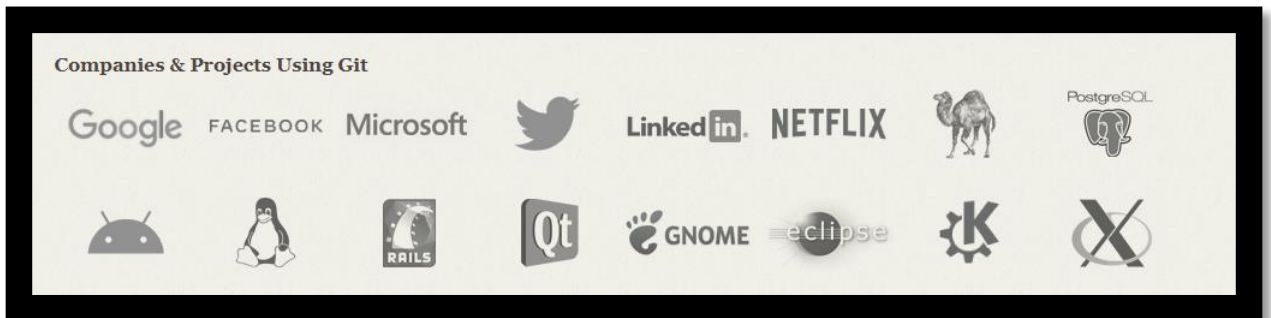 Companies & Projects Using Git
Google FACEBOOK Microsoft Linked in. NETFLIX PostgreSQL
RAILS Qt GNOME eclipse K X